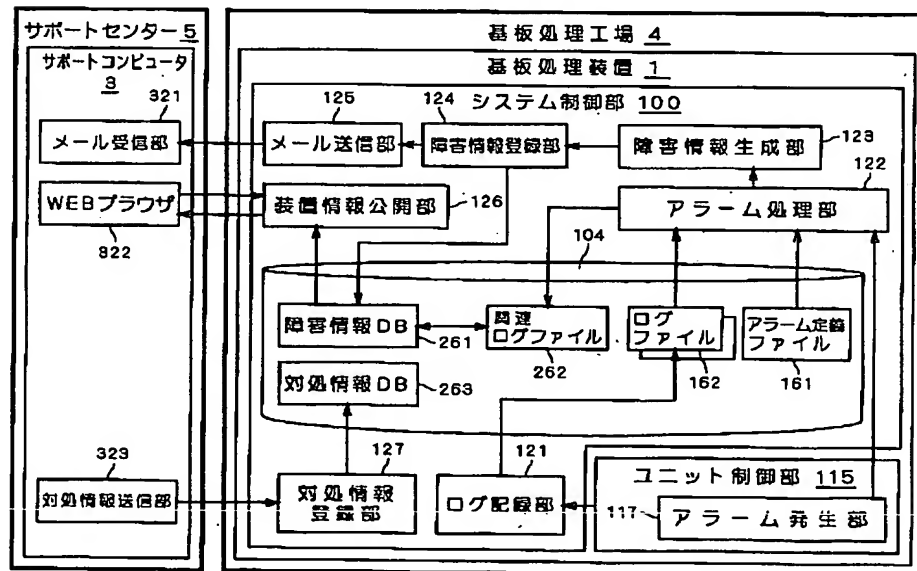 サポートセンター 5
サポートコンピュータ
3
321
メール受信部
WEBブラウザ
322
323
対処情報送信部
基板処理工場 4
基板処理装置 1
システム制御部 100
125
メール送信部
124
障害情報登録部
障害情報生成部
123
122
アラーム処理部
装置情報公開部
126
104
障害情報DB
261
関連
ログファイル
262
ログ
ファイル
162
アラーム定義
ファイル
161
対処情報DB
263
127
対処情報
登録部
121
ログ記録部
ユニット制御部 115
117
アラーム発生部